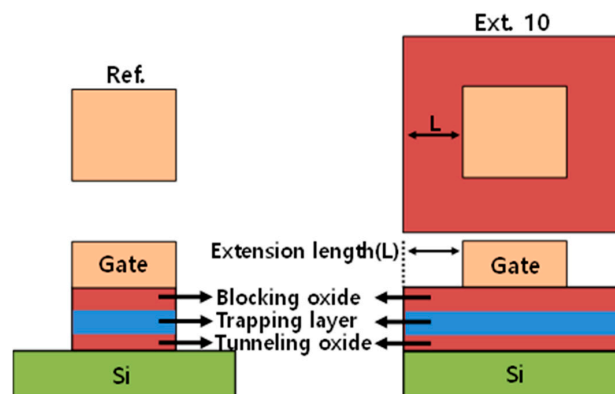 Ref.
Ext. 10
L
Extension length(L)
Gate
Gate
Blocking oxide
Trapping layer
Tunneling oxide
Si
Si